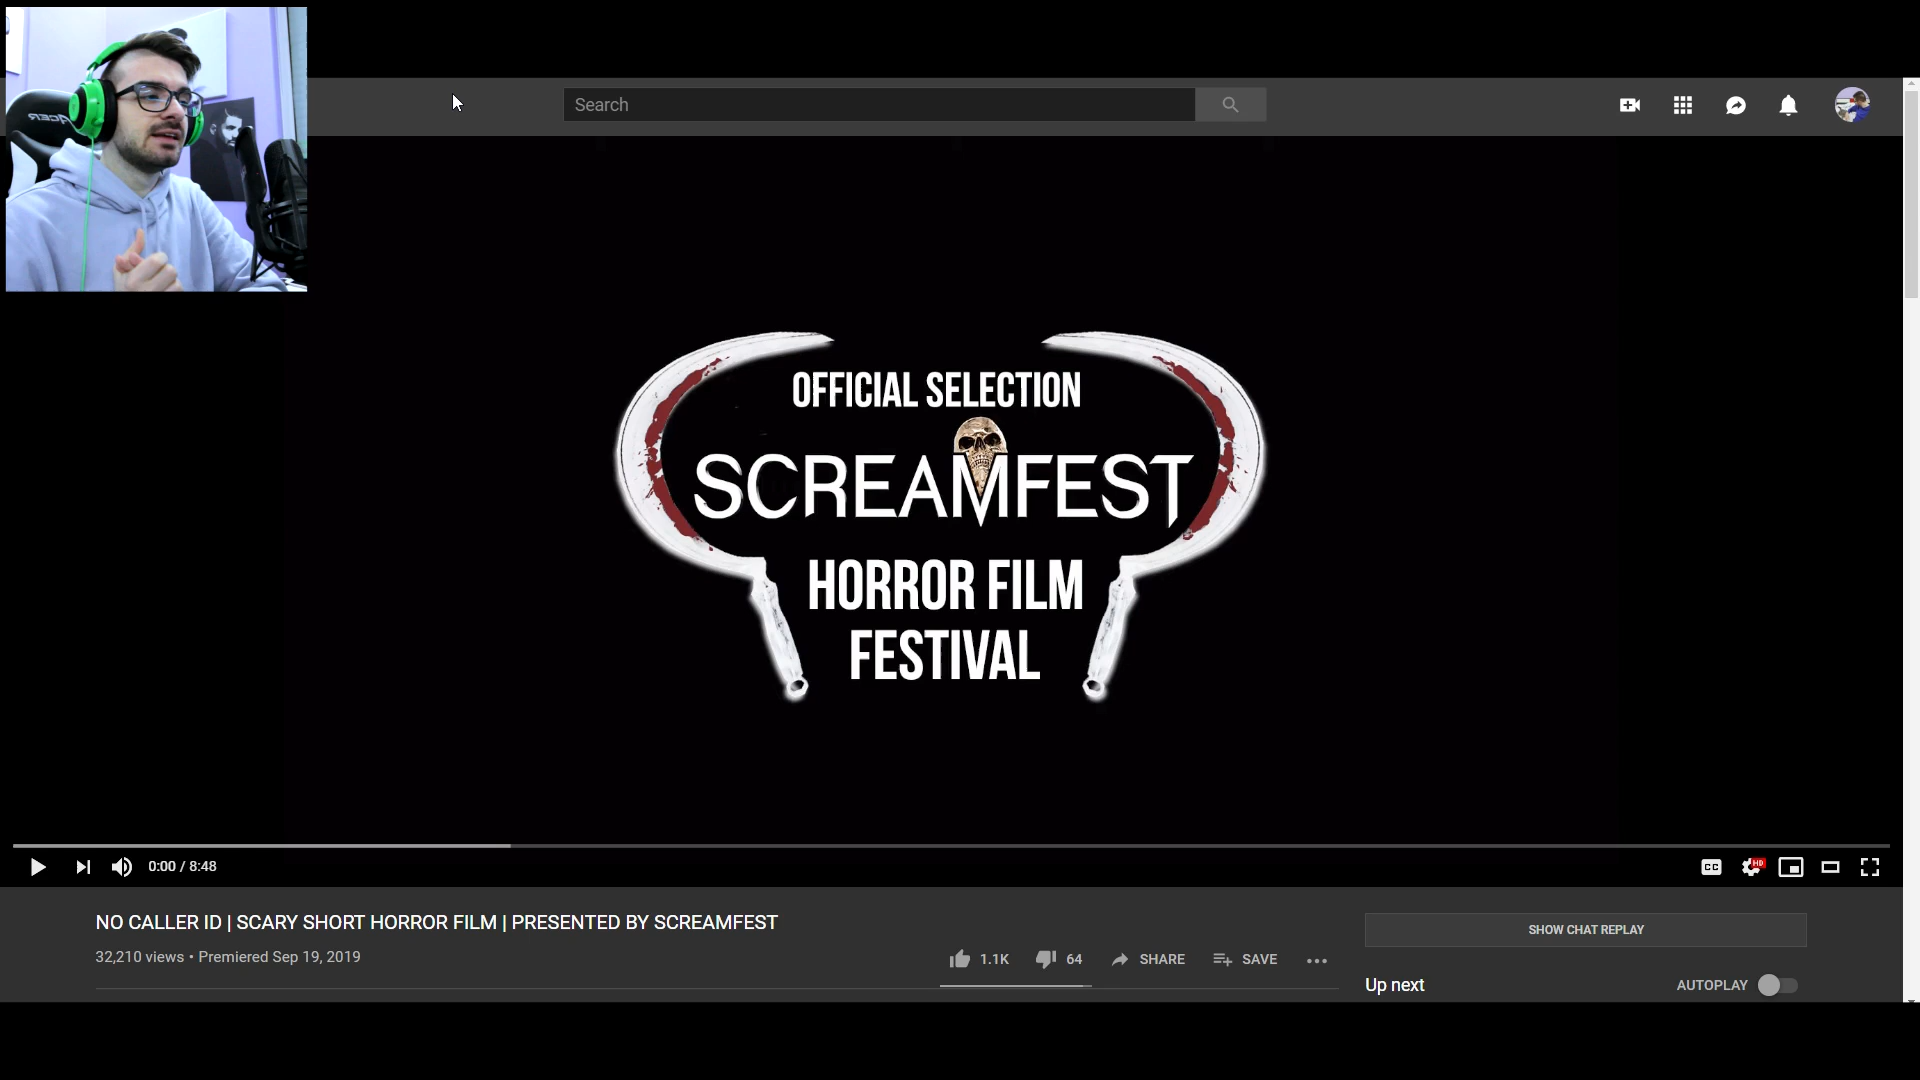 Search
OFFICIAL SELECTION
SCREAMFEST
HORROR FILM
FESTIVAL
0:00 / 8:48
CC
HD
NO CALLER ID | SCARY SHORT HORROR FILM | PRESENTED BY SCREAMFEST
32,210 views • Premiered Sep 19, 2019
1.1K
64
SHARE
SAVE
SHOW CHAT REPLAY
Up next
AUTOPLAY